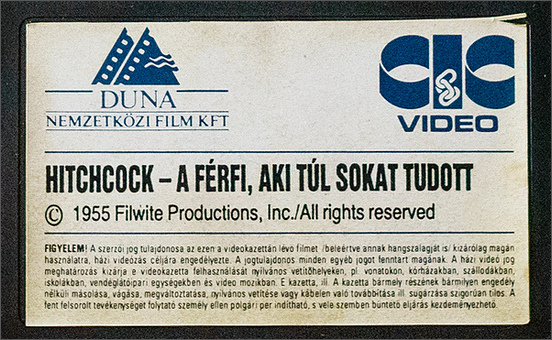 DUNA
NEMZETKÖZI FILM KFT
CIC
VIDEO
HITCHCOCK – A FÉRFI, AKI TÚL SOKAT TUDOTT
© 1955 Filwite Productions, Inc./All rights reserved
FIGYELEM! A szerzői jog tulajdonosa az ezen a videokazettán lévő filmet /beleértve annak hangszalagját is/ kizárólag magán
használatra, házi videózás céljára engedélyezte. A jogtulajdonos minden egyéb jogot fenntart magának. A házi videó jog
meghatározás kizárja e videokazetta felhasználását nyilvános vetítőhelyeken, pl. vonatokon, kórházakban, szállodákban,
iskolákban, vendéglátóipari egységekben és video mozikban. E kazetta, ill. A kazetta bármely részének bármilyen engedély
nélküli másolása, vágása, megváltoztatása, nyilvános vetítése vagy kábelen való továbbítása ill. sugárzása szigorúan tilos. A
fent felsorolt tevékenységet folytató személy ellen polgári per indítható, s vele szemben büntető eljárás kezdeményezhető.